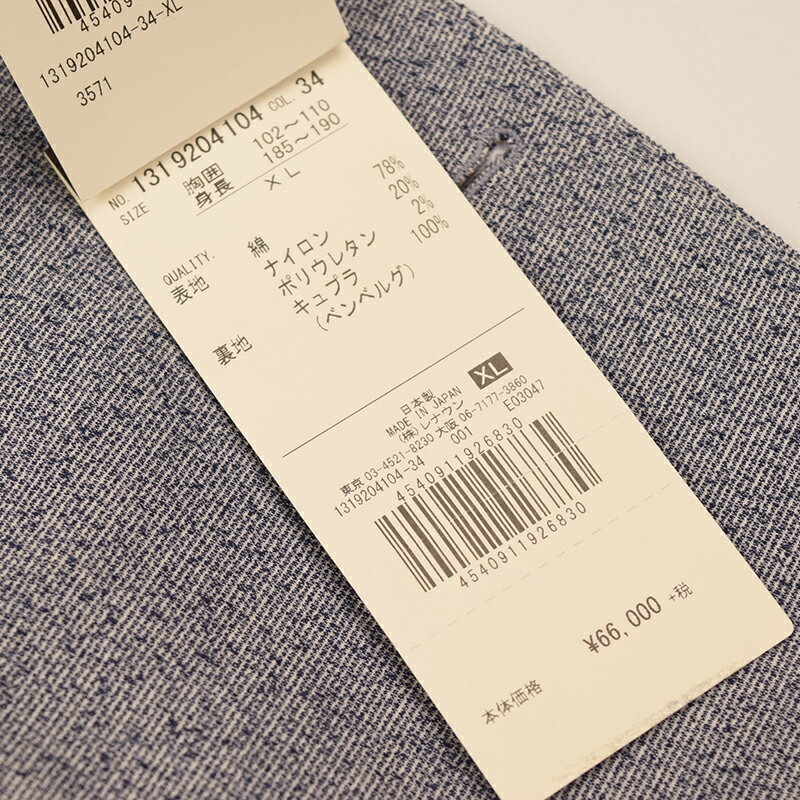 45409
1319204104-34-XL
3571
NO. 1319204104 COL. 34
SIZE 胸囲 102~110
身長 185~190
XL
QUALITY.
表地 綿 78%
ナイロン 20%
ポリウレタン 2%
裏地 キュプラ 100%
(ベンベルグ)
日本製 XL
MADE IN JAPAN
(株)レナウン
東京 03-4521-8230 大阪 06-7177-3860
1319204104-34 001 E03047
4540911926830
4540911926830
¥66,000 +税
本体価格